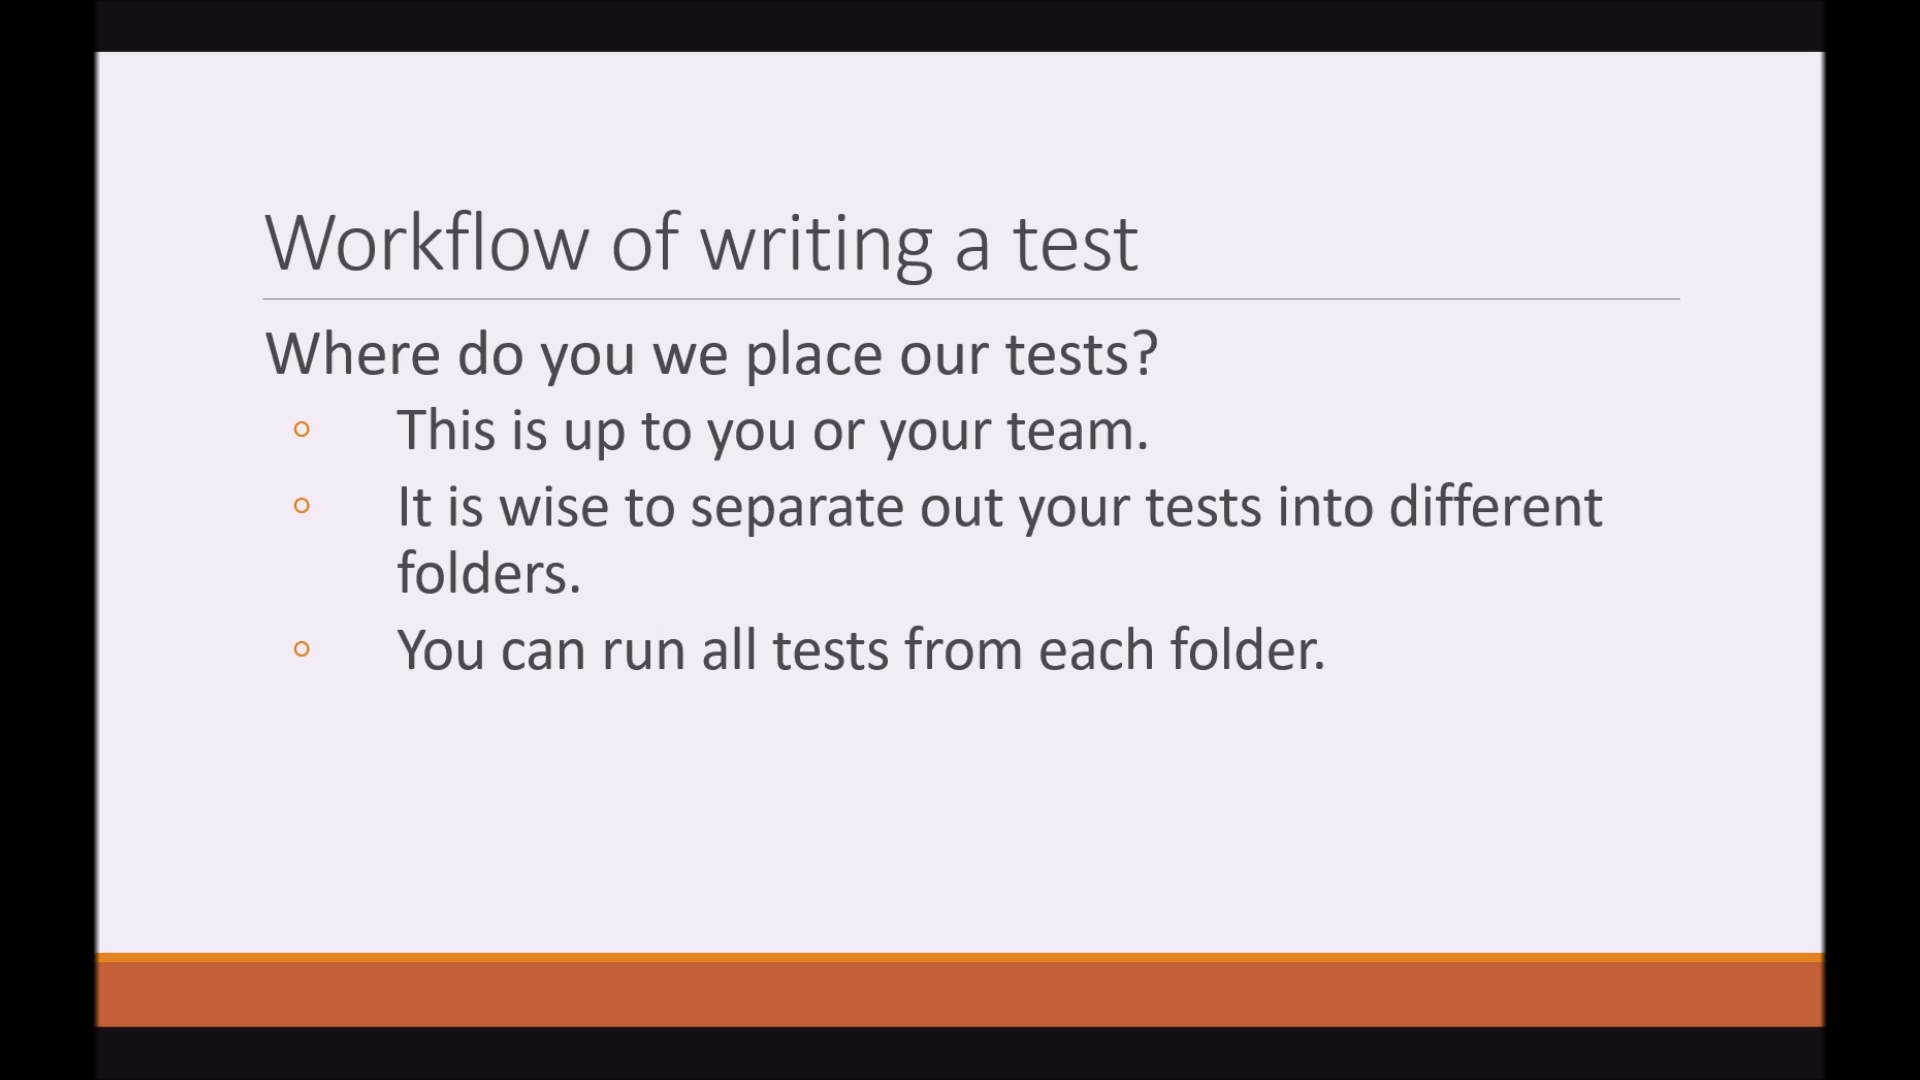 Workflow of writing a test
Where do you we place our tests?
This is up to you or your team.
It is wise to separate out your tests into different
folders.
You can run all tests from each folder.